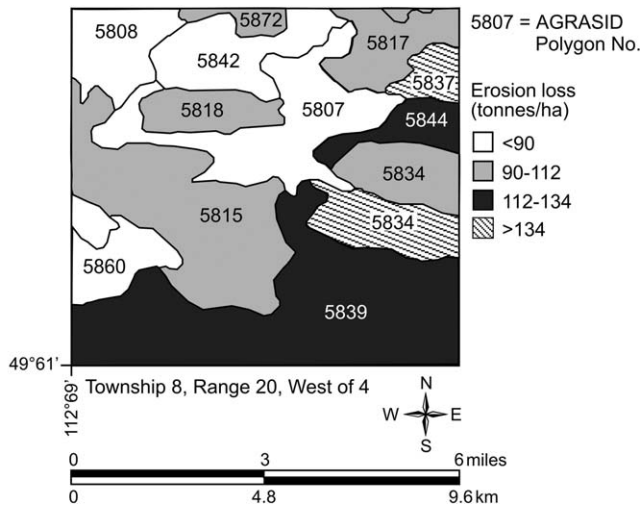 5808
5872
5842
5817
5837
5818
5807
5844
5834
5815
5834
5860
5839
5807 = AGRASID
Polygon No.
Erosion loss
(tonnes/ha)
<90
90-112
112-134
>134
49°61'
112°69'
Township 8, Range 20, West of 4
N
W E
S
0 3 6 miles
0 4.8 9.6 km